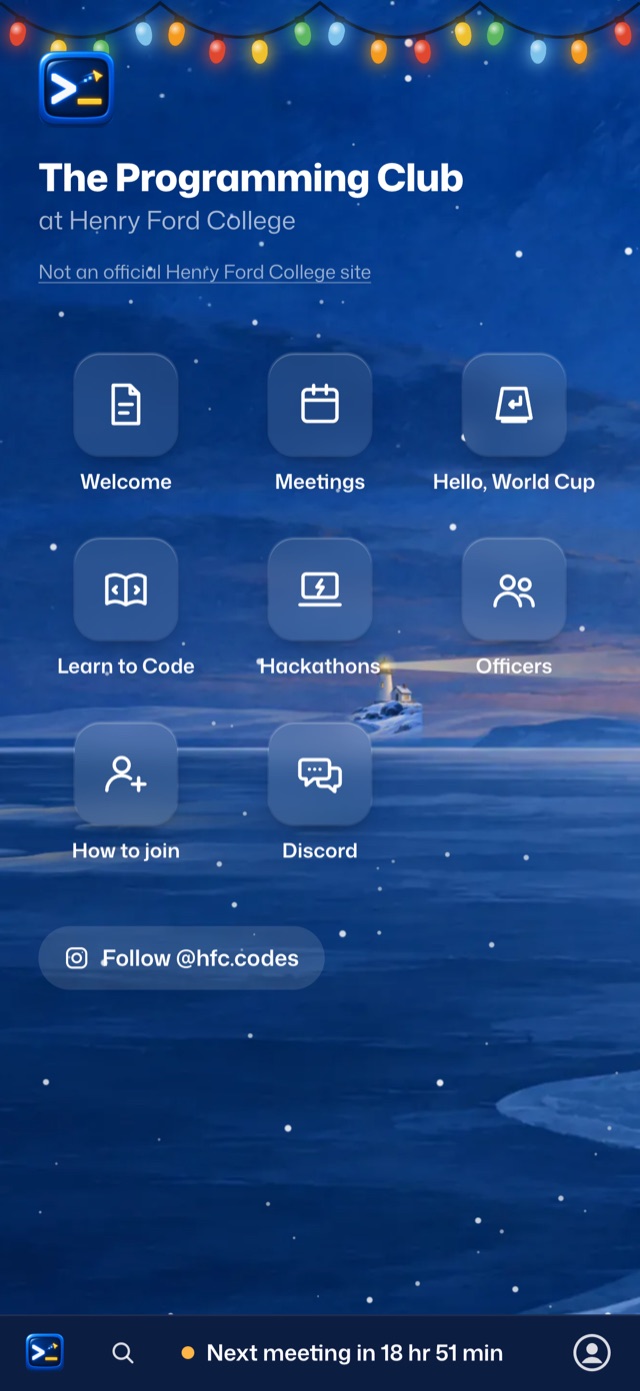 The Programming Club
at Henry Ford College
Not an official Henry Ford College site
Welcome
Meetings
Hello, World Cup
Learn to Code
Hackathons
Officers
How to join
Discord
Follow @hfc.codes
Next meeting in 18 hr 51 min